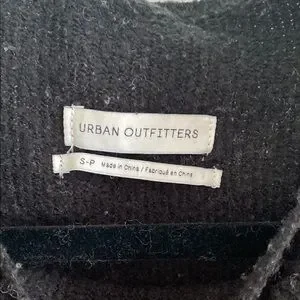 URBAN OUTFITTERS
S-P Made in China / Fabriqué en Chine